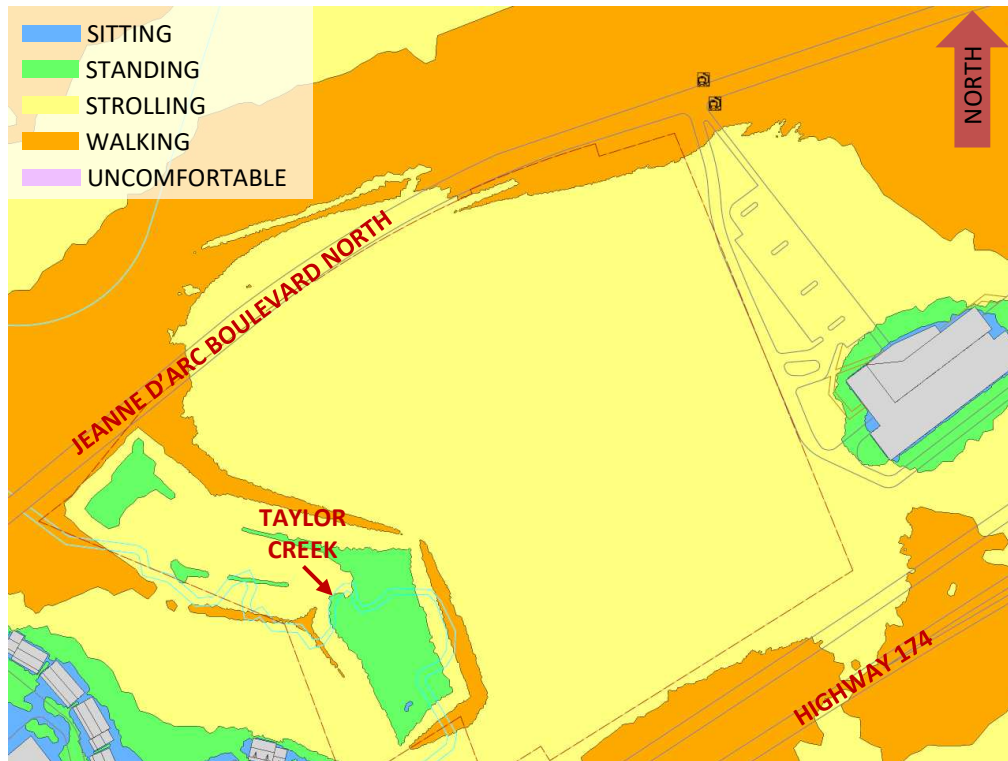 SITTING
STANDING
STROLLING
WALKING
UNCOMFORTABLE
NORTH
JEANNE D'ARC BOULEVARD NORTH
TAYLOR
CREEK
HIGHWAY 174